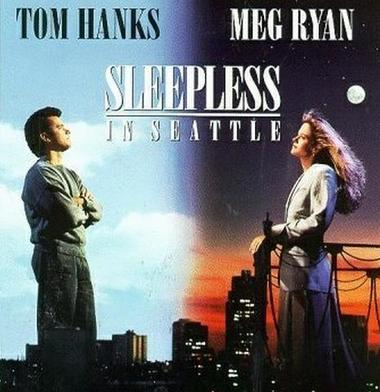 TOM HANKS MEG RYAN
SLEEPLESS
IN SEATTLE